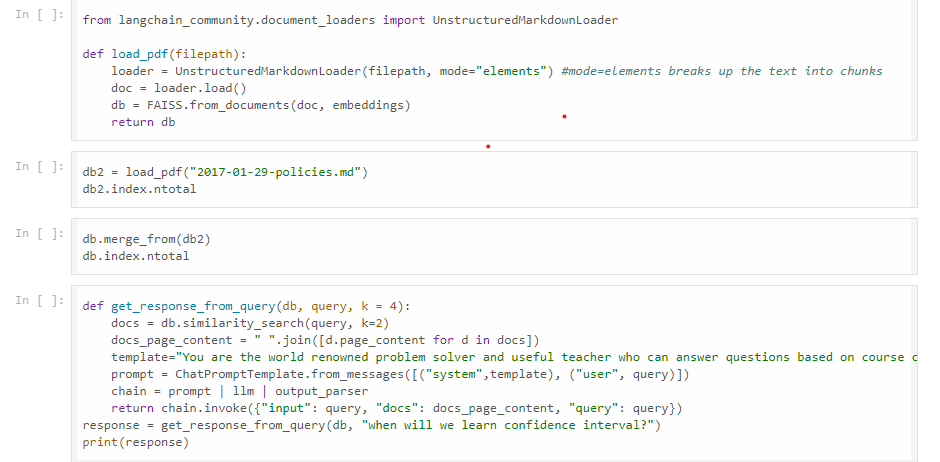 In [ ]:
from langchain_community.document_loaders import UnstructuredMarkdownLoader
def load_pdf(filepath):
    loader = UnstructuredMarkdownLoader(filepath, mode="elements") #mode=elements breaks up the text into chunks
    doc = loader.load()
    db = FAISS.from_documents(doc, embeddings)
    return db
In [ ]:
db2 = load_pdf("2017-01-29-policies.md")
db2.index.ntotal
In [ ]:
db.merge_from(db2)
db.index.ntotal
In [ ]:
def get_response_from_query(db, query, k = 4):
    docs = db.similarity_search(query, k=2)
    docs_page_content = " ".join([d.page_content for d in docs])
    template="You are the world renowned problem solver and useful teacher who can answer questions based on course
    prompt = ChatPromptTemplate.from_messages([("system",template), ("user", query)])
    chain = prompt | llm | output_parser
    return chain.invoke({"input": query, "docs": docs_page_content, "query": query})
response = get_response_from_query(db, "when will we learn confidence interval?")
print(response)